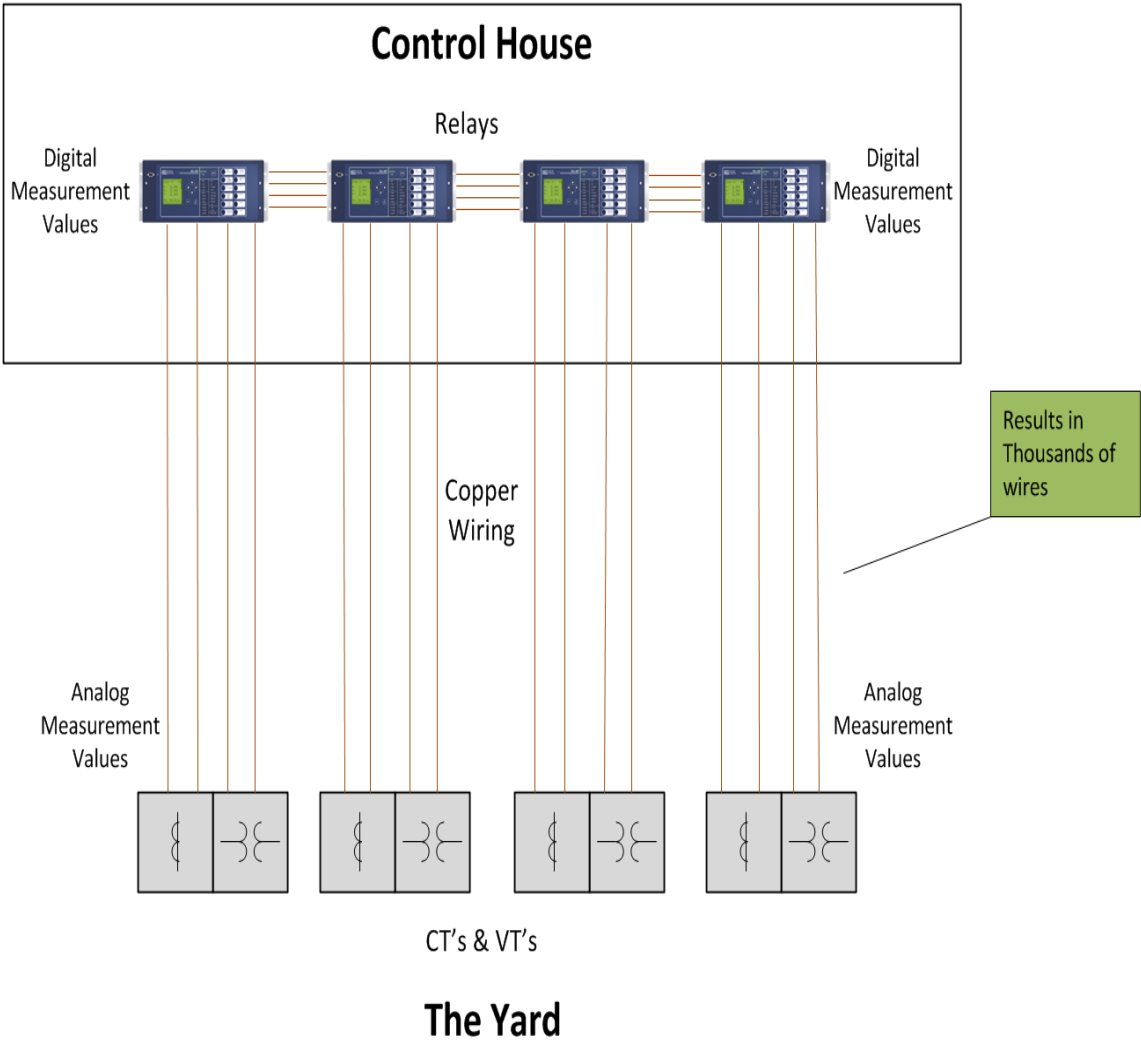 Control House
Relays
Digital
Measurement
Values
Digital
Measurement
Values
Results in
Thousands of
wires
Copper
Wiring
Analog
Measurement
Values
Analog
Measurement
Values
CT's & VT's
The Yard